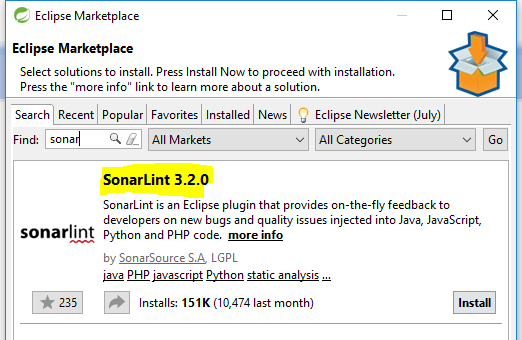 Eclipse Marketplace
Eclipse Marketplace
Select solutions to install. Press Install Now to proceed with installation.
Press the "more info" link to learn more about a solution.
Search Recent Popular Favorites Installed News Eclipse Newsletter (July)
Find: sonar All Markets All Categories Go
SonarLint 3.2.0
sonarlint
SonarLint is an Eclipse plugin that provides on-the-fly feedback to
developers on new bugs and quality issues injected into Java, JavaScript,
Python and PHP code. more info
by SonarSource S.A, LGPL
java PHP javascript Python static analysis ...
235 Installs: 151K (10,474 last month) Install